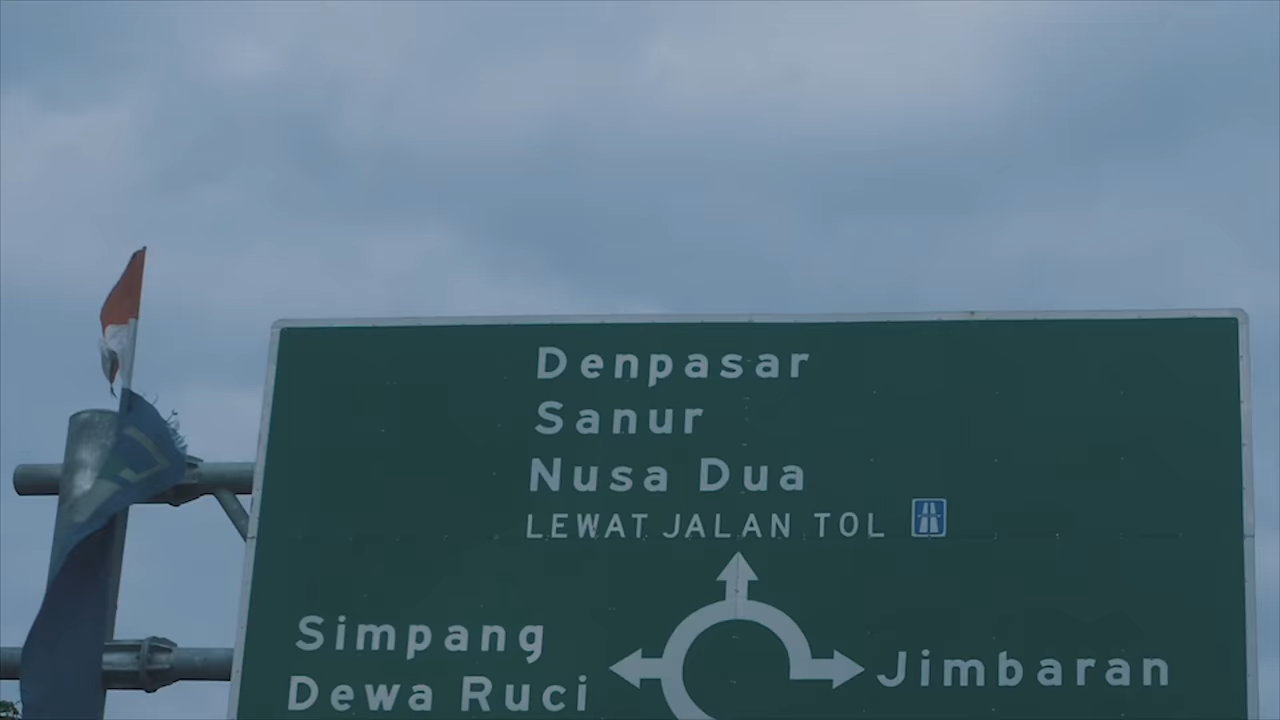 Denpasar
Sanur
Nusa Dua
LEWAT JALAN TOL
Simpang
Dewa Ruci
Jimbaran